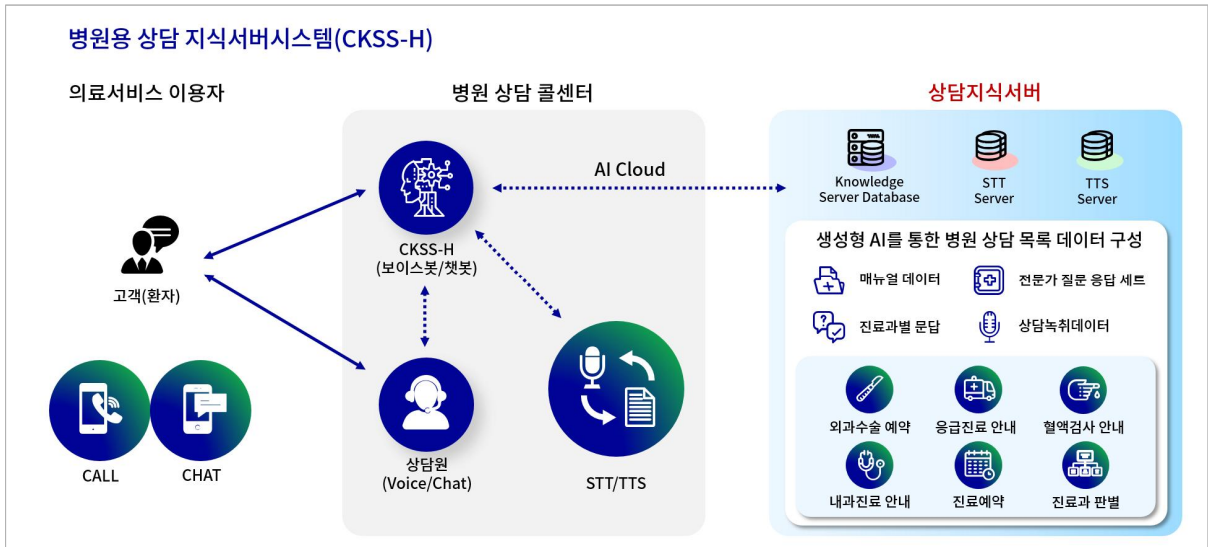 병원용 상담 지식서버시스템(CKSS-H)
의료서비스 이용자
병원 상담 콜센터
상담지식서버
고객(환자)
CALL
CHAT
CKSS-H
(보이스봇/챗봇)
상담원
(Voice/Chat)
STT/TTS
AI Cloud
Knowledge
Server Database
STT
Server
TTS
Server
생성형 AI를 통한 병원 상담 목록 데이터 구성
매뉴얼 데이터
전문가 질문 응답 세트
진료과별 문답
상담녹취데이터
외과수술 예약
응급진료 안내
혈액검사 안내
내과진료 안내
진료예약
진료과 판별